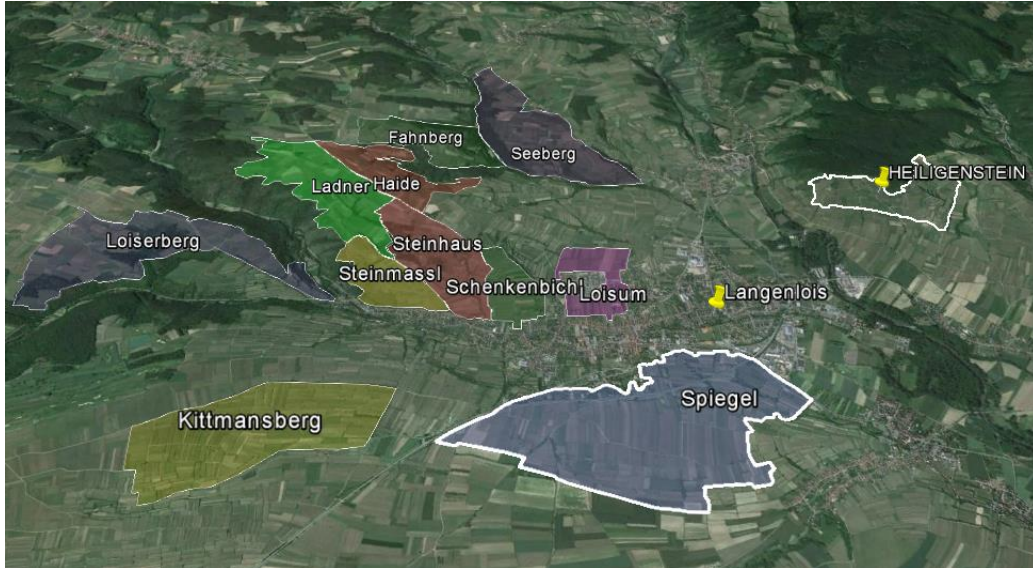 Fahnberg
Seeberg
HEILIGENSTEIN
Ladner
Haide
Loiserberg
Steinhaus
Steinmassl
Schenkenbichl
Loisum
Langenlois
Spiegel
Kittmansberg